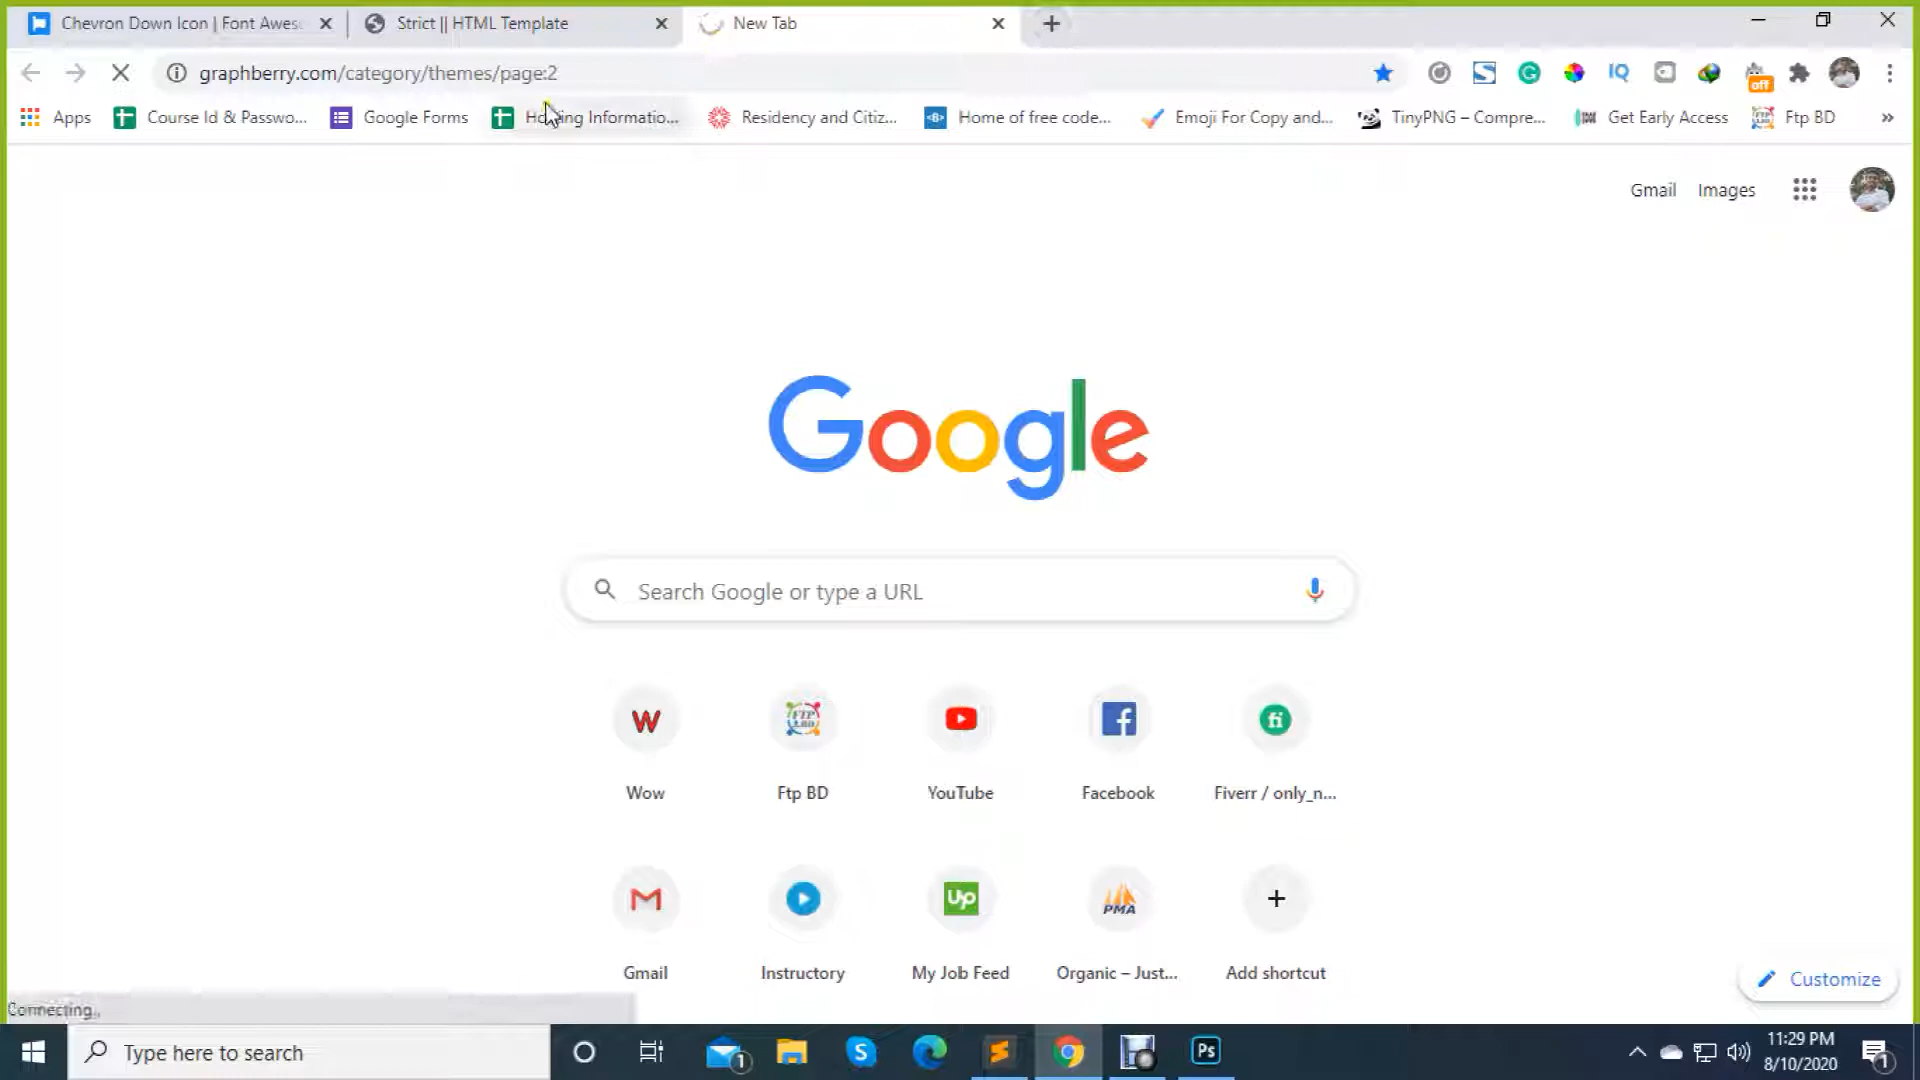 Chevron Down Icon | Font Awes
Strict || HTML Template
New Tab
graphberry.com/category/themes/page:2
off
Apps
Course Id & Passwo...
Google Forms
Informatio...
Residency and Citiz...
Home of free code...
Emoji For Copy and...
TinyPNG – Compre...
Get Early Access
Ftp BD
»
Gmail
Images
Google
Search Google or type a URL
Wow
Ftp BD
YouTube
Facebook
Fiverr / only_n...
Gmail
Instructory
My Job Feed
Organic – Just...
Add shortcut
Customize
Connecting...
Type here to search
11:29 PM
8/10/2020